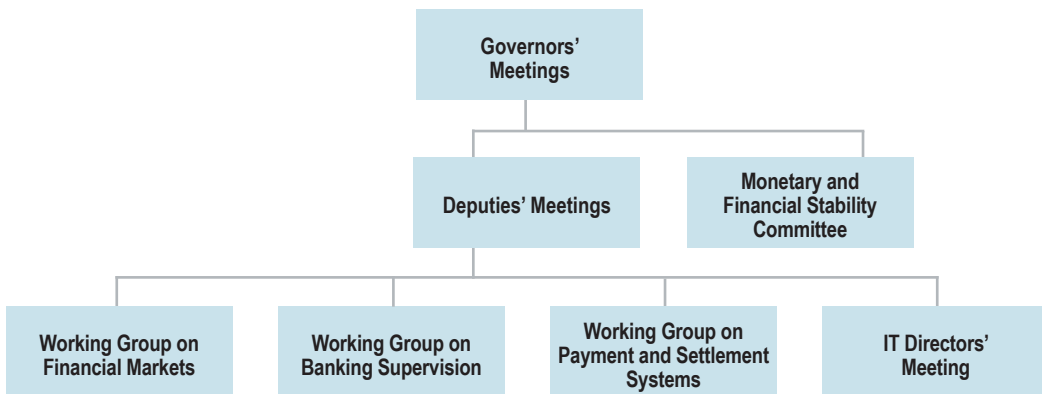 Governors’
Meetings
Deputies’ Meetings
Monetary and
Financial Stability
Committee
Working Group on
Financial Markets
Working Group on
Banking Supervision
Working Group on
Payment and Settlement
Systems
IT Directors’
Meeting